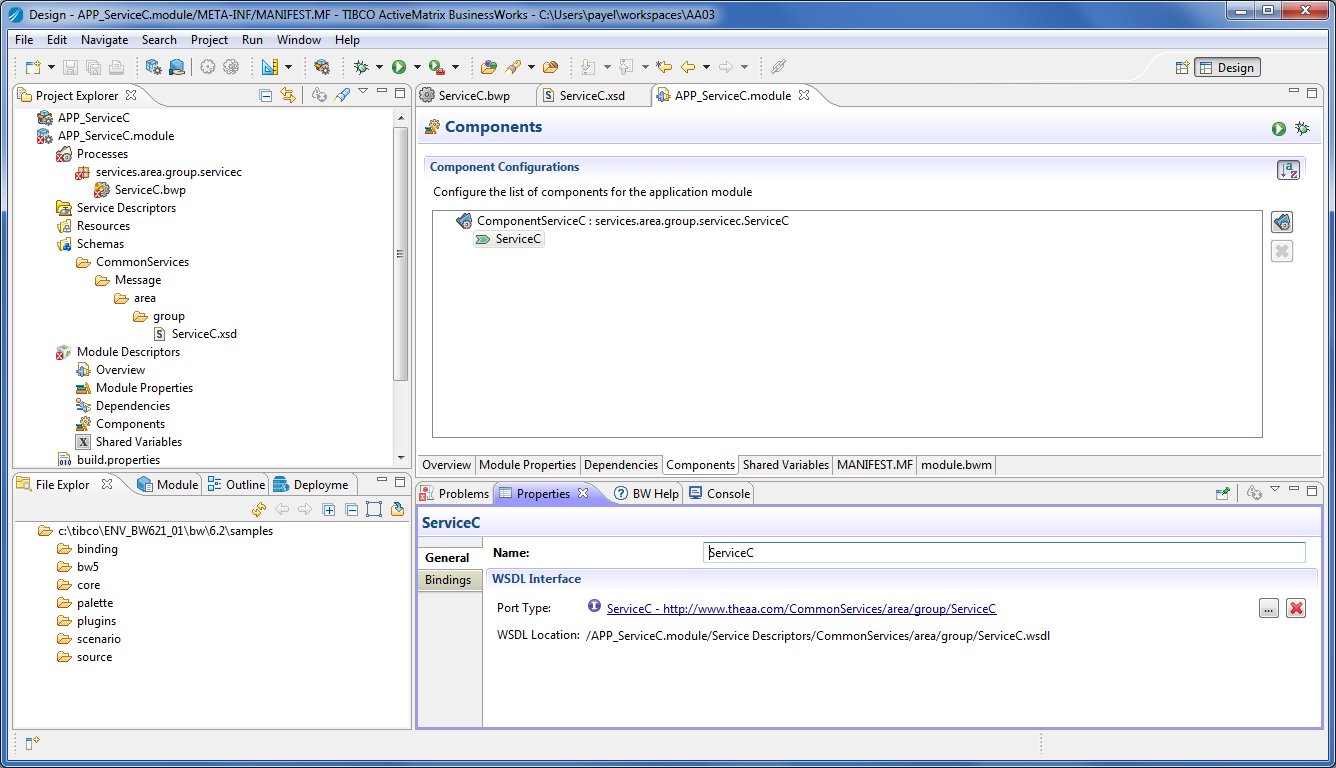 Design - APP_ServiceC.module/META-INF/MANIFEST.MF - TIBCO ActiveMatrix BusinessWorks - C:\Users\payel\workspaces\AA03
File Edit Navigate Search Project Run Window Help
Design
Project Explorer
APP_ServiceC
APP_ServiceC.module
Processes
services.area.group.servicec
ServiceC.bwp
Service Descriptors
Resources
Schemas
CommonServices
Message
area
group
ServiceC.xsd
Module Descriptors
Overview
Module Properties
Dependencies
Components
Shared Variables
build.properties
ServiceC.bwp ServiceC.xsd APP_ServiceC.module
Components
Component Configurations
Configure the list of components for the application module
ComponentServiceC : services.area.group.servicec.ServiceC
ServiceC
Overview Module Properties Dependencies Components Shared Variables MANIFEST.MF module.bwm
File Explor Module Outline Deployme
c:\tibco\ENV_BW621_01\bw\6.2\samples
binding
bw5
core
palette
plugins
scenario
source
Problems Properties BW Help Console
ServiceC
General
Bindings
Name: ServiceC
WSDL Interface
Port Type: ServiceC - http://www.theaa.com/CommonServices/area/group/ServiceC
...
WSDL Location: /APP_ServiceC.module/Service Descriptors/CommonServices/area/group/ServiceC.wsdl